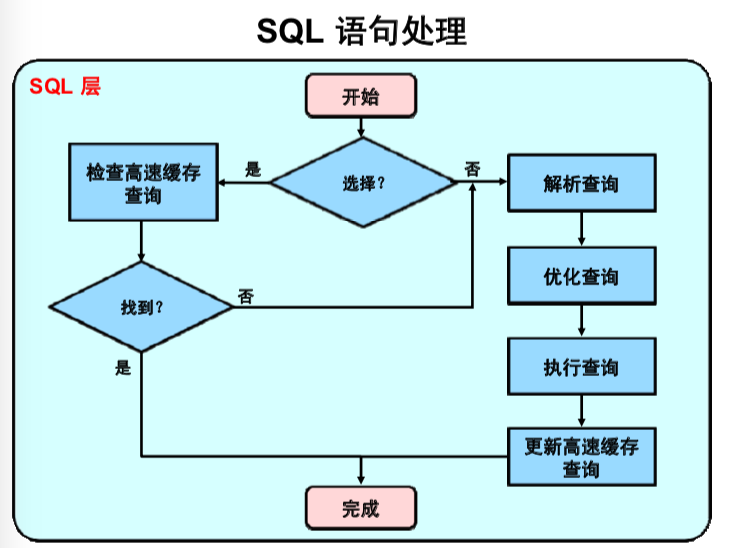 SQL 语句处理
SQL 层
开始
检查高速缓存
查询
是
选择?
否
解析查询
优化查询
找到?
否
是
执行查询
更新高速缓存
查询
完成